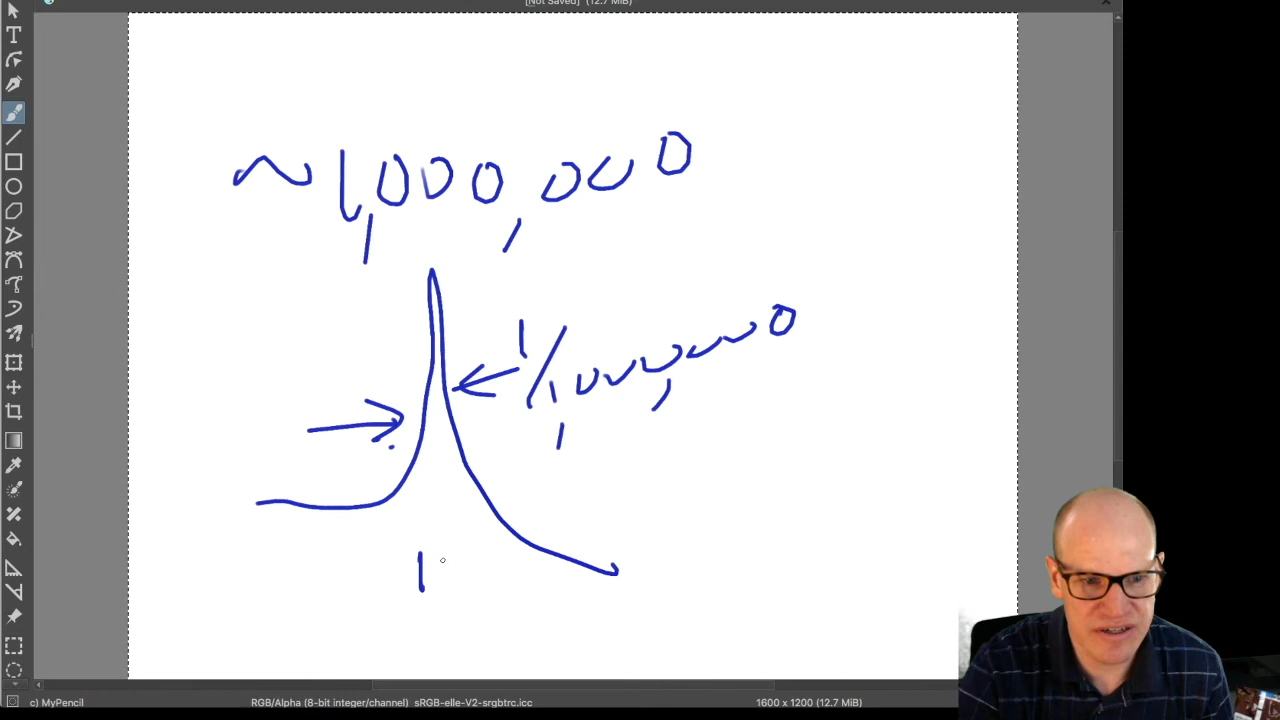 [Not Saved] (12.7 MiB)
~1,000,000
1/1,000,000
1
c) MyPencil
RGB/Alpha (8-bit integer/channel) sRGB-elle-V2-srgbtrc.icc
1600 x 1200 (12.7 MiB)